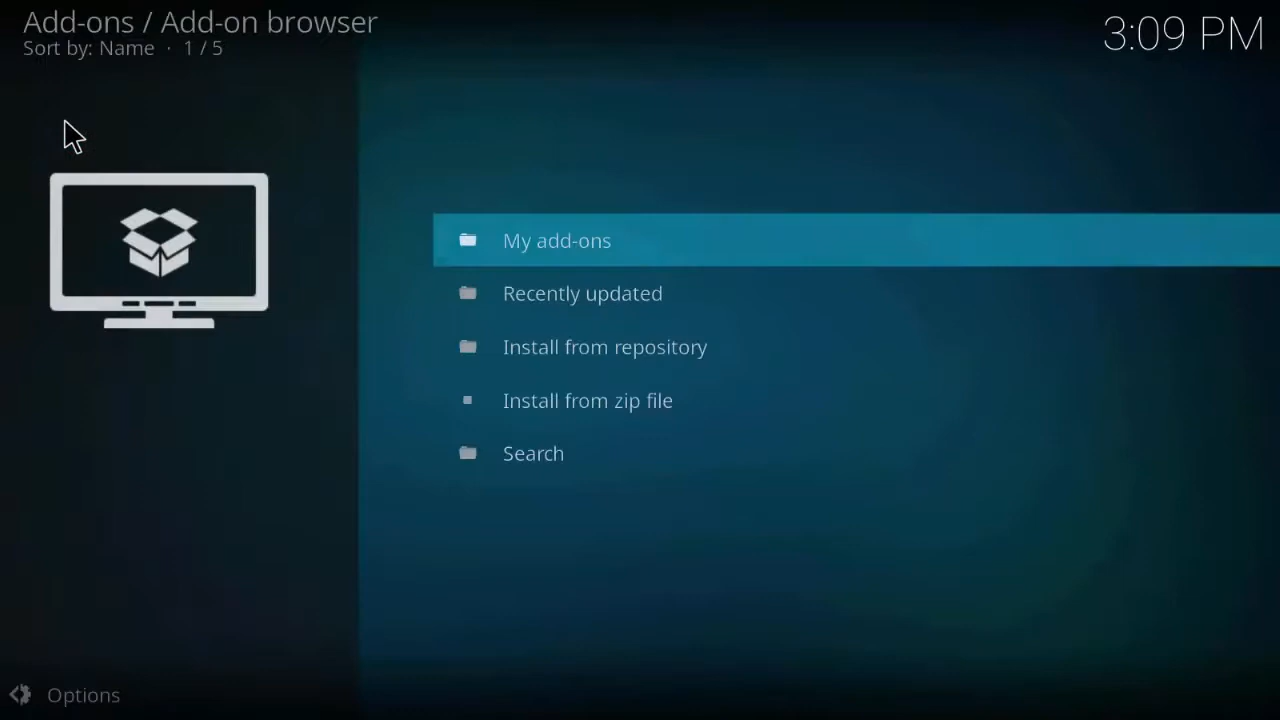 Add-ons / Add-on browser
Sort by: Name · 1 / 5
3:09 PM
My add-ons
Recently updated
Install from repository
Install from zip file
Search
Options